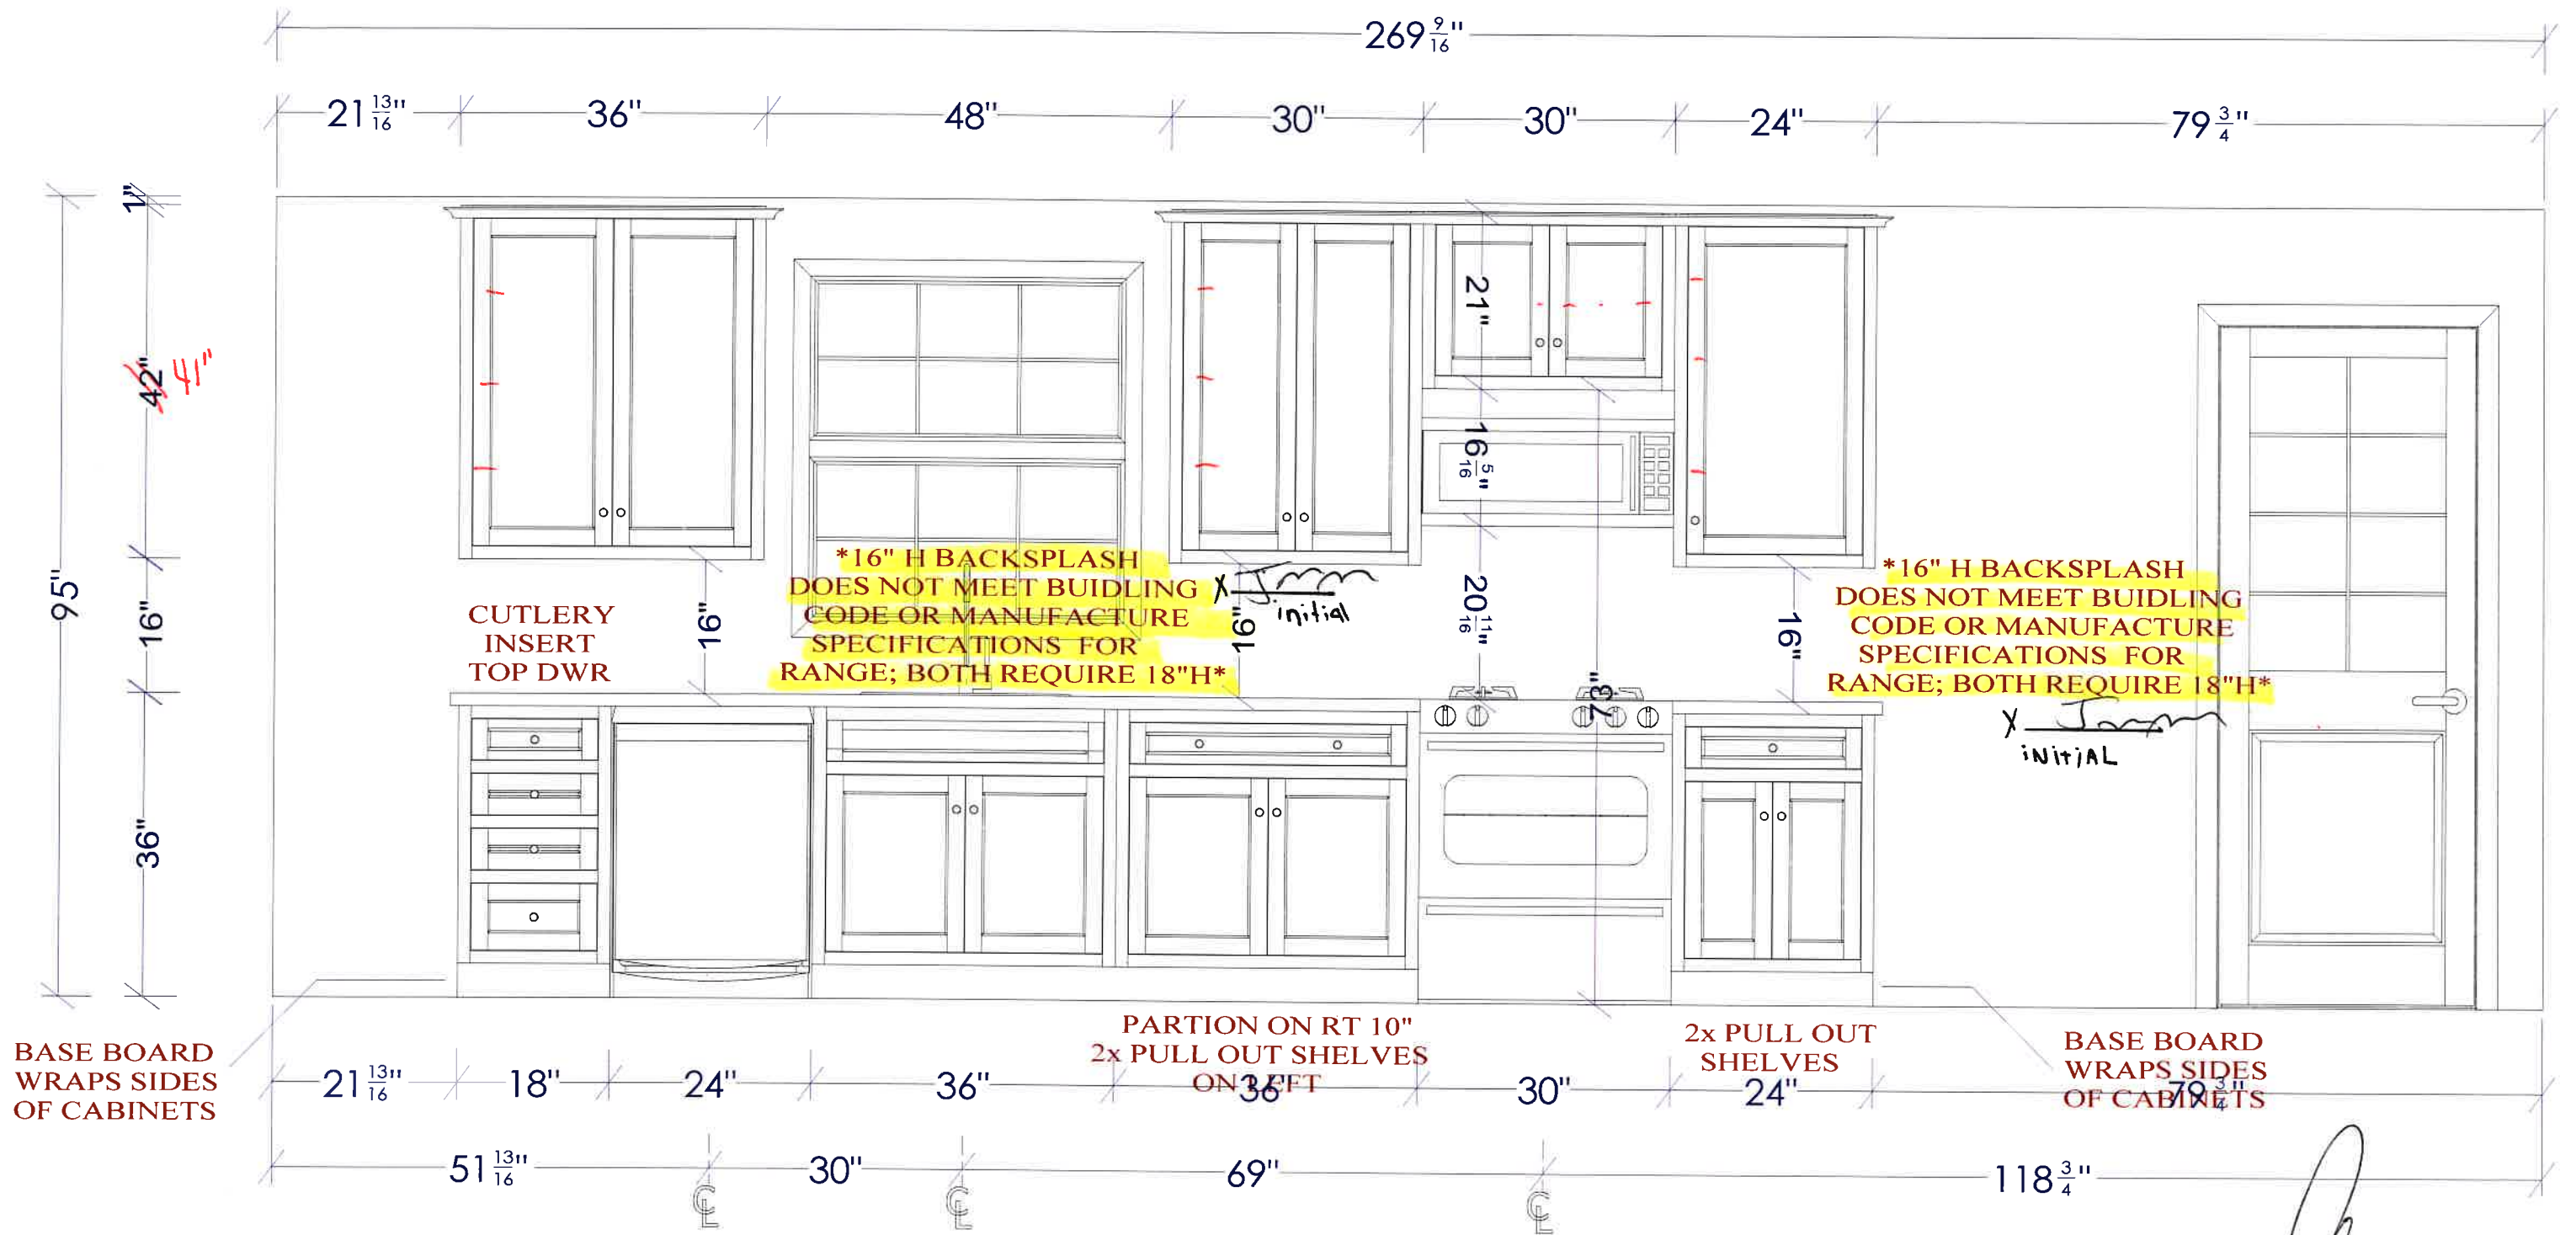 269 9/16"
21 13/16" 36" 48" 30" 30" 24" 79 3/4"
1"
42" 41"
95"
16"
36"
21"
16 5/16"
20 11/16"
73"
16"
16"
16"
CUTLERY
INSERT
TOP DWR
*16" H BACKSPLASH
DOES NOT MEET BUIDLING
CODE OR MANUFACTURE
SPECIFICATIONS FOR
RANGE; BOTH REQUIRE 18"H*
X
initial
*16" H BACKSPLASH
DOES NOT MEET BUIDLING
CODE OR MANUFACTURE
SPECIFICATIONS FOR
RANGE; BOTH REQUIRE 18"H*
X
iNitiAL
BASE BOARD
WRAPS SIDES
OF CABINETS
PARTION ON RT 10"
2x PULL OUT SHELVES
ON LEFT
2x PULL OUT
SHELVES
BASE BOARD
WRAPS SIDES
OF CABINETS
21 13/16" 18" 24" 36" 36" 30" 24" 79 3/4"
51 13/16" 30" 69" 118 3/4"
CL CL CL